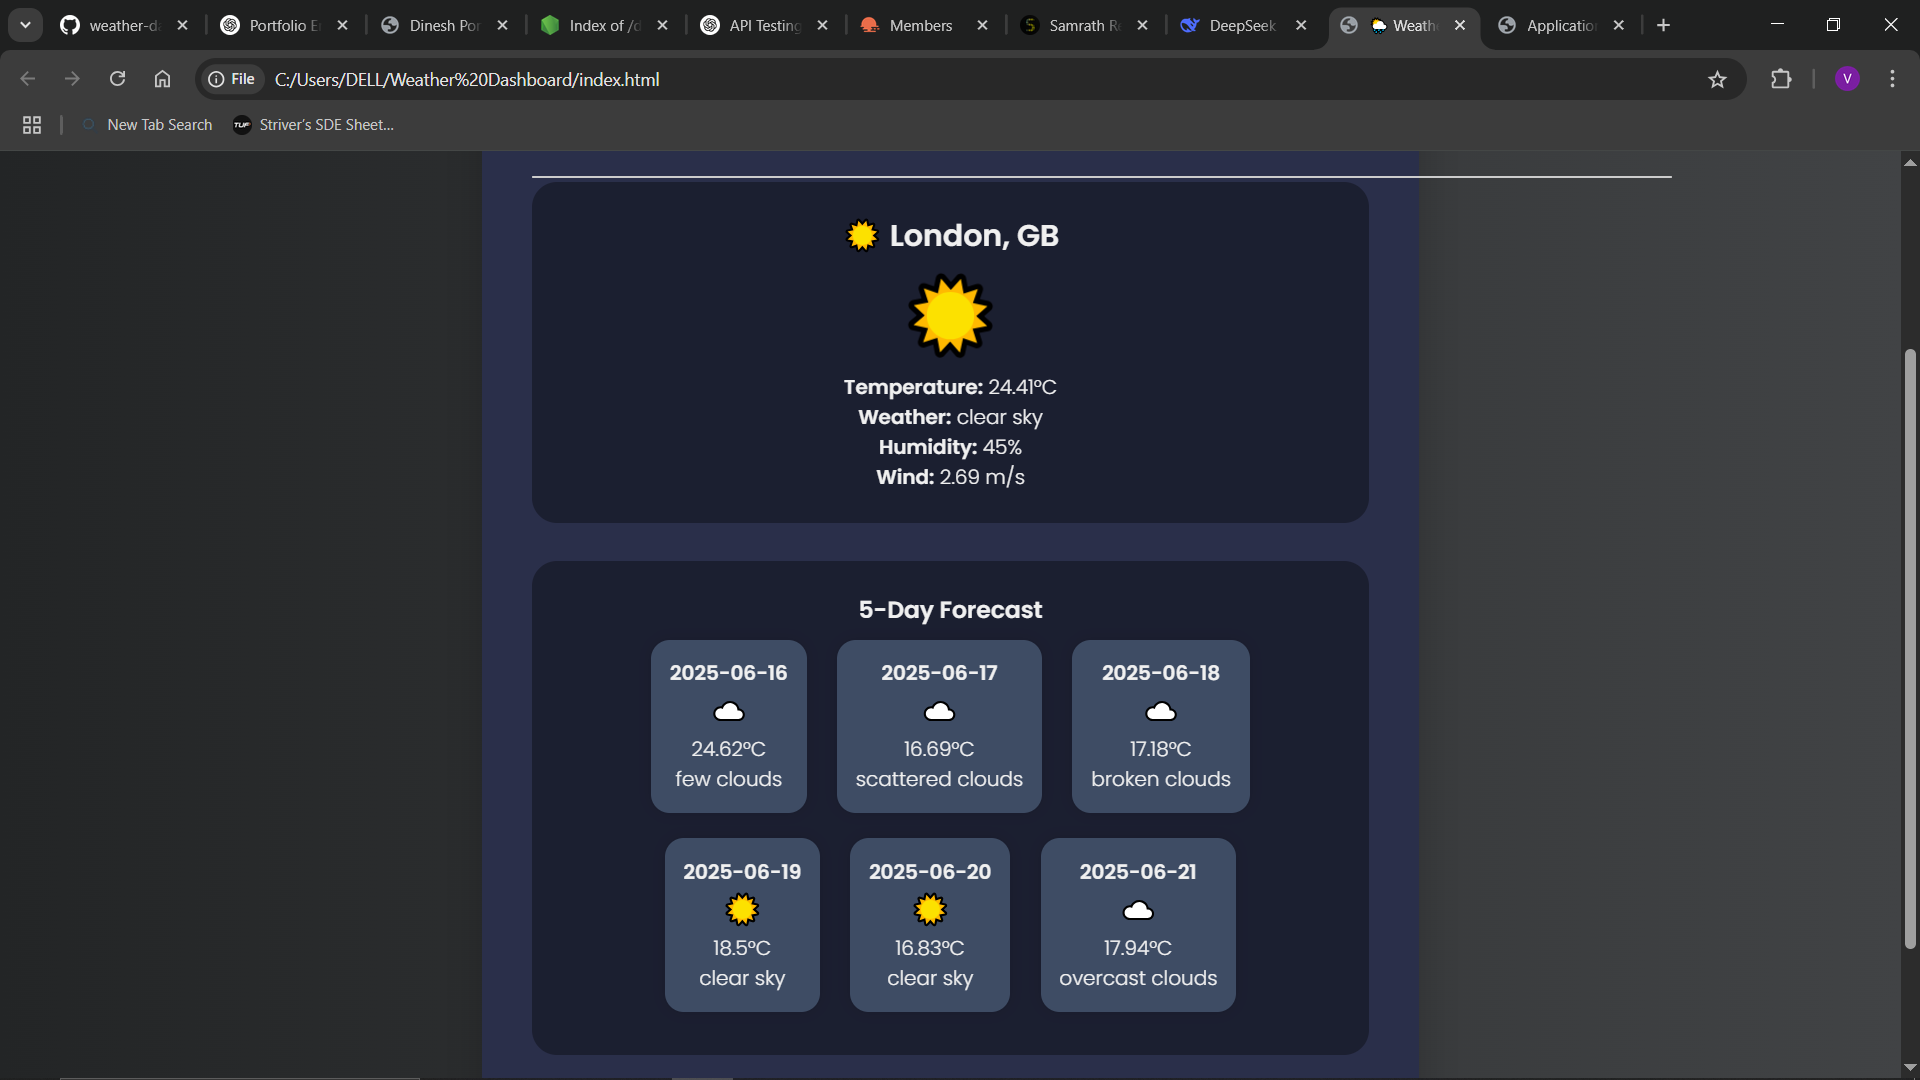 weather-da
Portfolio E
Dinesh Por
Index of /d
API Testing
Members
S
Samrath Re
DeepSeek
Weath
Applicatio
File
C:/Users/DELL/Weather%20Dashboard/index.html
V
New Tab Search
TUF
Striver's SDE Sheet...
London, GB
Temperature: 24.41°C
Weather: clear sky
Humidity: 45%
Wind: 2.69 m/s
5-Day Forecast
2025-06-16
24.62°C
few clouds
2025-06-17
16.69°C
scattered clouds
2025-06-18
17.18°C
broken clouds
2025-06-19
18.5°C
clear sky
2025-06-20
16.83°C
clear sky
2025-06-21
17.94°C
overcast clouds